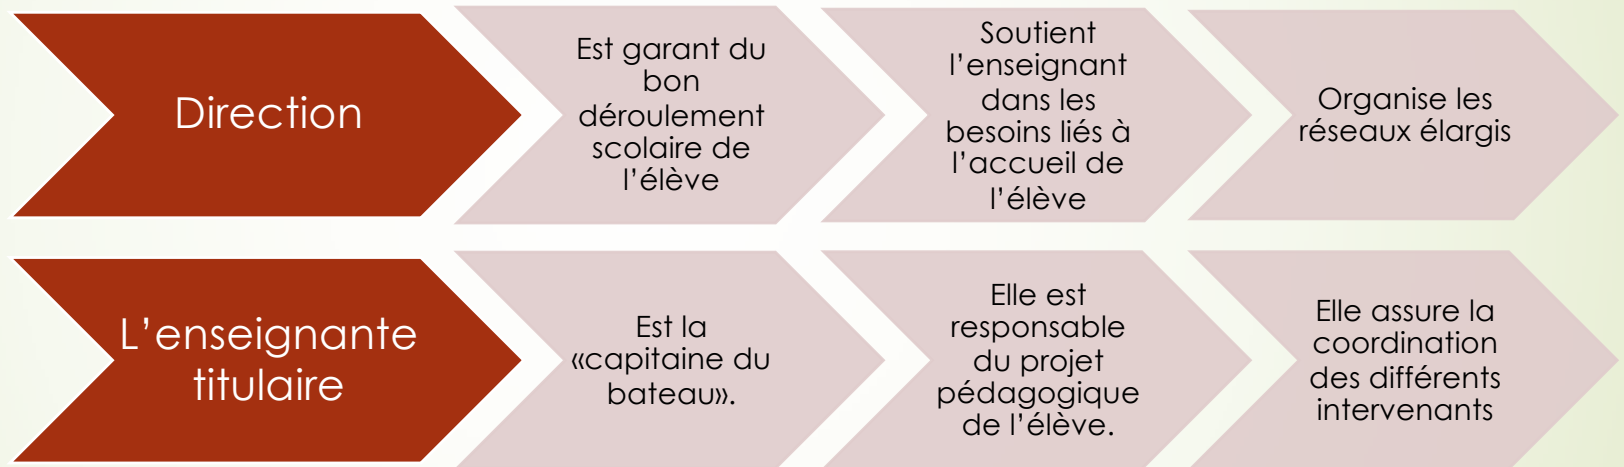 Direction
Est garant du
bon
déroulement
scolaire de
l’élève
Soutient
l’enseignant
dans les
besoins liés à
l’accueil de
l’élève
Organise les
réseaux élargis
L’enseignante
titulaire
Est la
«capitaine du
bateau».
Elle est
responsable
du projet
pédagogique
de l’élève.
Elle assure la
coordination
des différents
intervenants